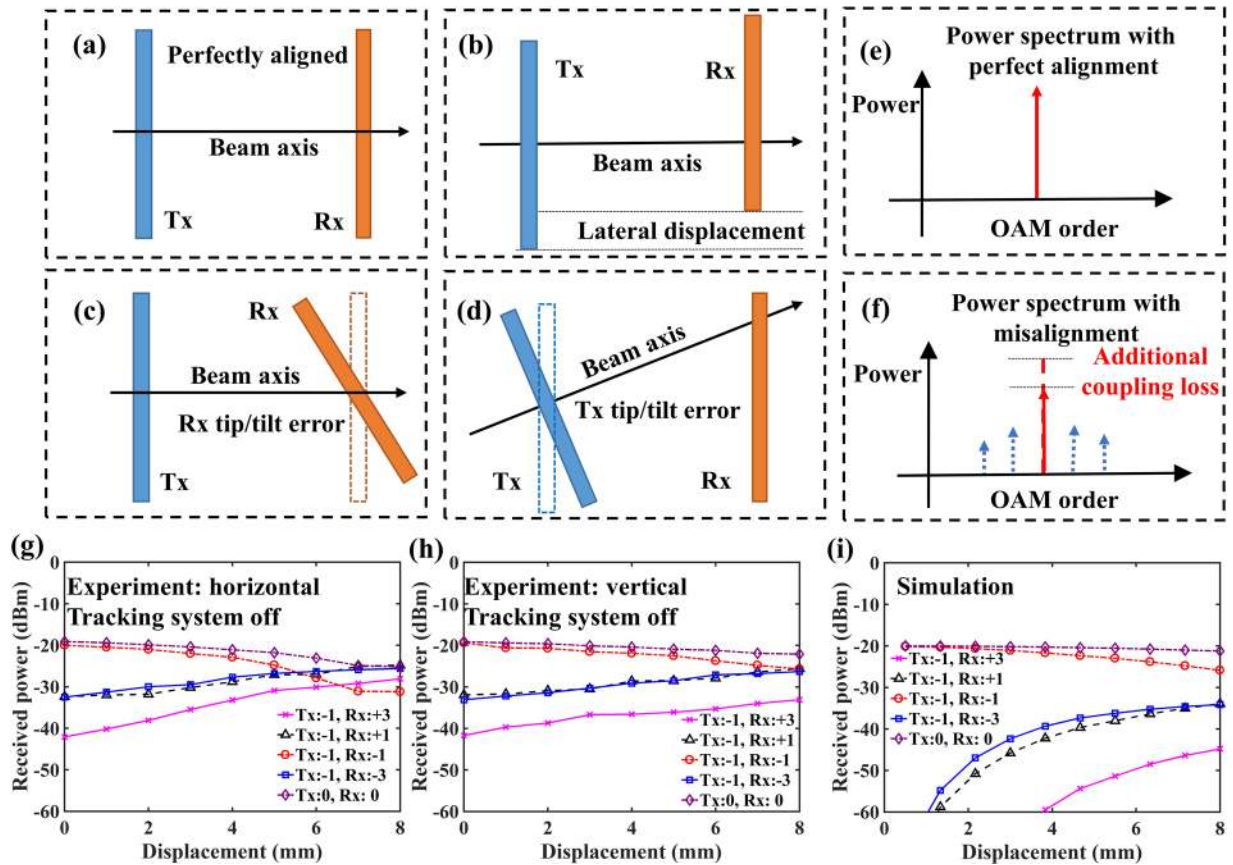 (a)
Perfectly aligned
Beam axis
Tx
Rx
(b)
Tx
Rx
Beam axis
Lateral displacement
(e)
Power spectrum with
perfect alignment
Power
OAM order
(c)
Rx
Beam axis
Rx tip/tilt error
Tx
(d)
Beam axis
Tx tip/tilt error
Tx
Rx
(f)
Power spectrum with
misalignment
Additional
coupling loss
Power
OAM order
(g)
Experiment: horizontal
Tracking system off
Received power (dBm)
0
-10
-20
-30
-40
-50
-60
Tx:-1, Rx:+3
Tx:-1, Rx:+1
Tx:-1, Rx:-1
Tx:-1, Rx:-3
Tx:0, Rx: 0
0 2 4 6 8
Displacement (mm)
(h)
Experiment: vertical
Tracking system off
Received power (dBm)
0
-10
-20
-30
-40
-50
-60
Tx:-1, Rx:+3
Tx:-1, Rx:+1
Tx:-1, Rx:-1
Tx:-1, Rx:-3
Tx:0, Rx: 0
0 2 4 6 8
Displacement (mm)
(i)
Simulation
Received power (dBm)
0
-10
-20
-30
-40
-50
-60
Tx:-1, Rx:+3
Tx:-1, Rx:+1
Tx:-1, Rx:-1
Tx:-1, Rx:-3
Tx:0, Rx: 0
0 2 4 6 8
Displacement (mm)